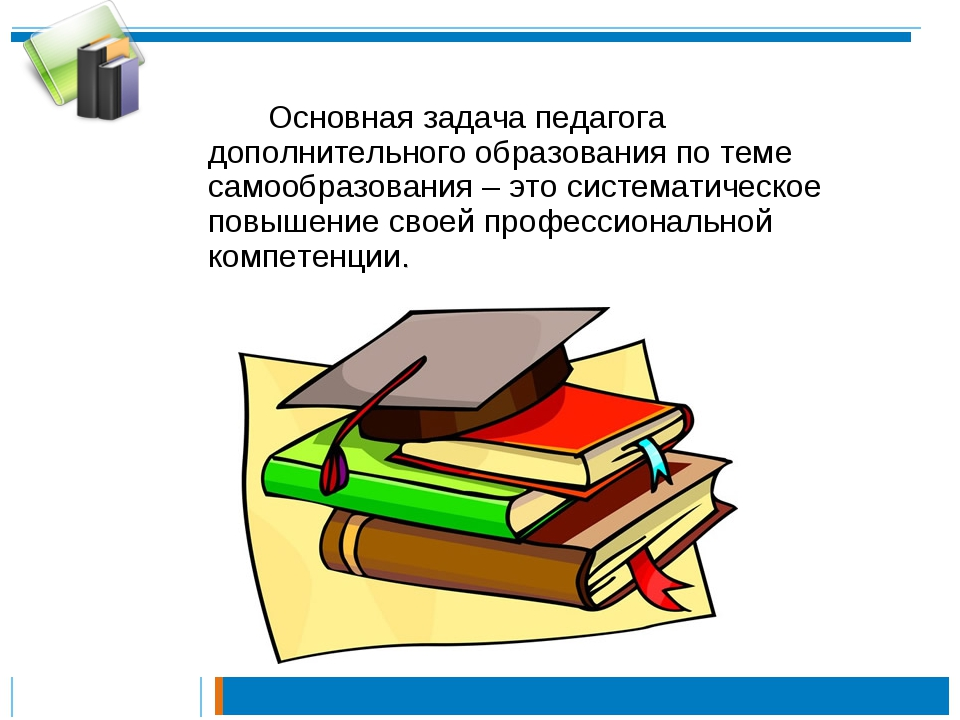 Основная задача педагога
дополнительного образования по теме
самообразования – это систематическое
повышение своей профессиональной
компетенции.